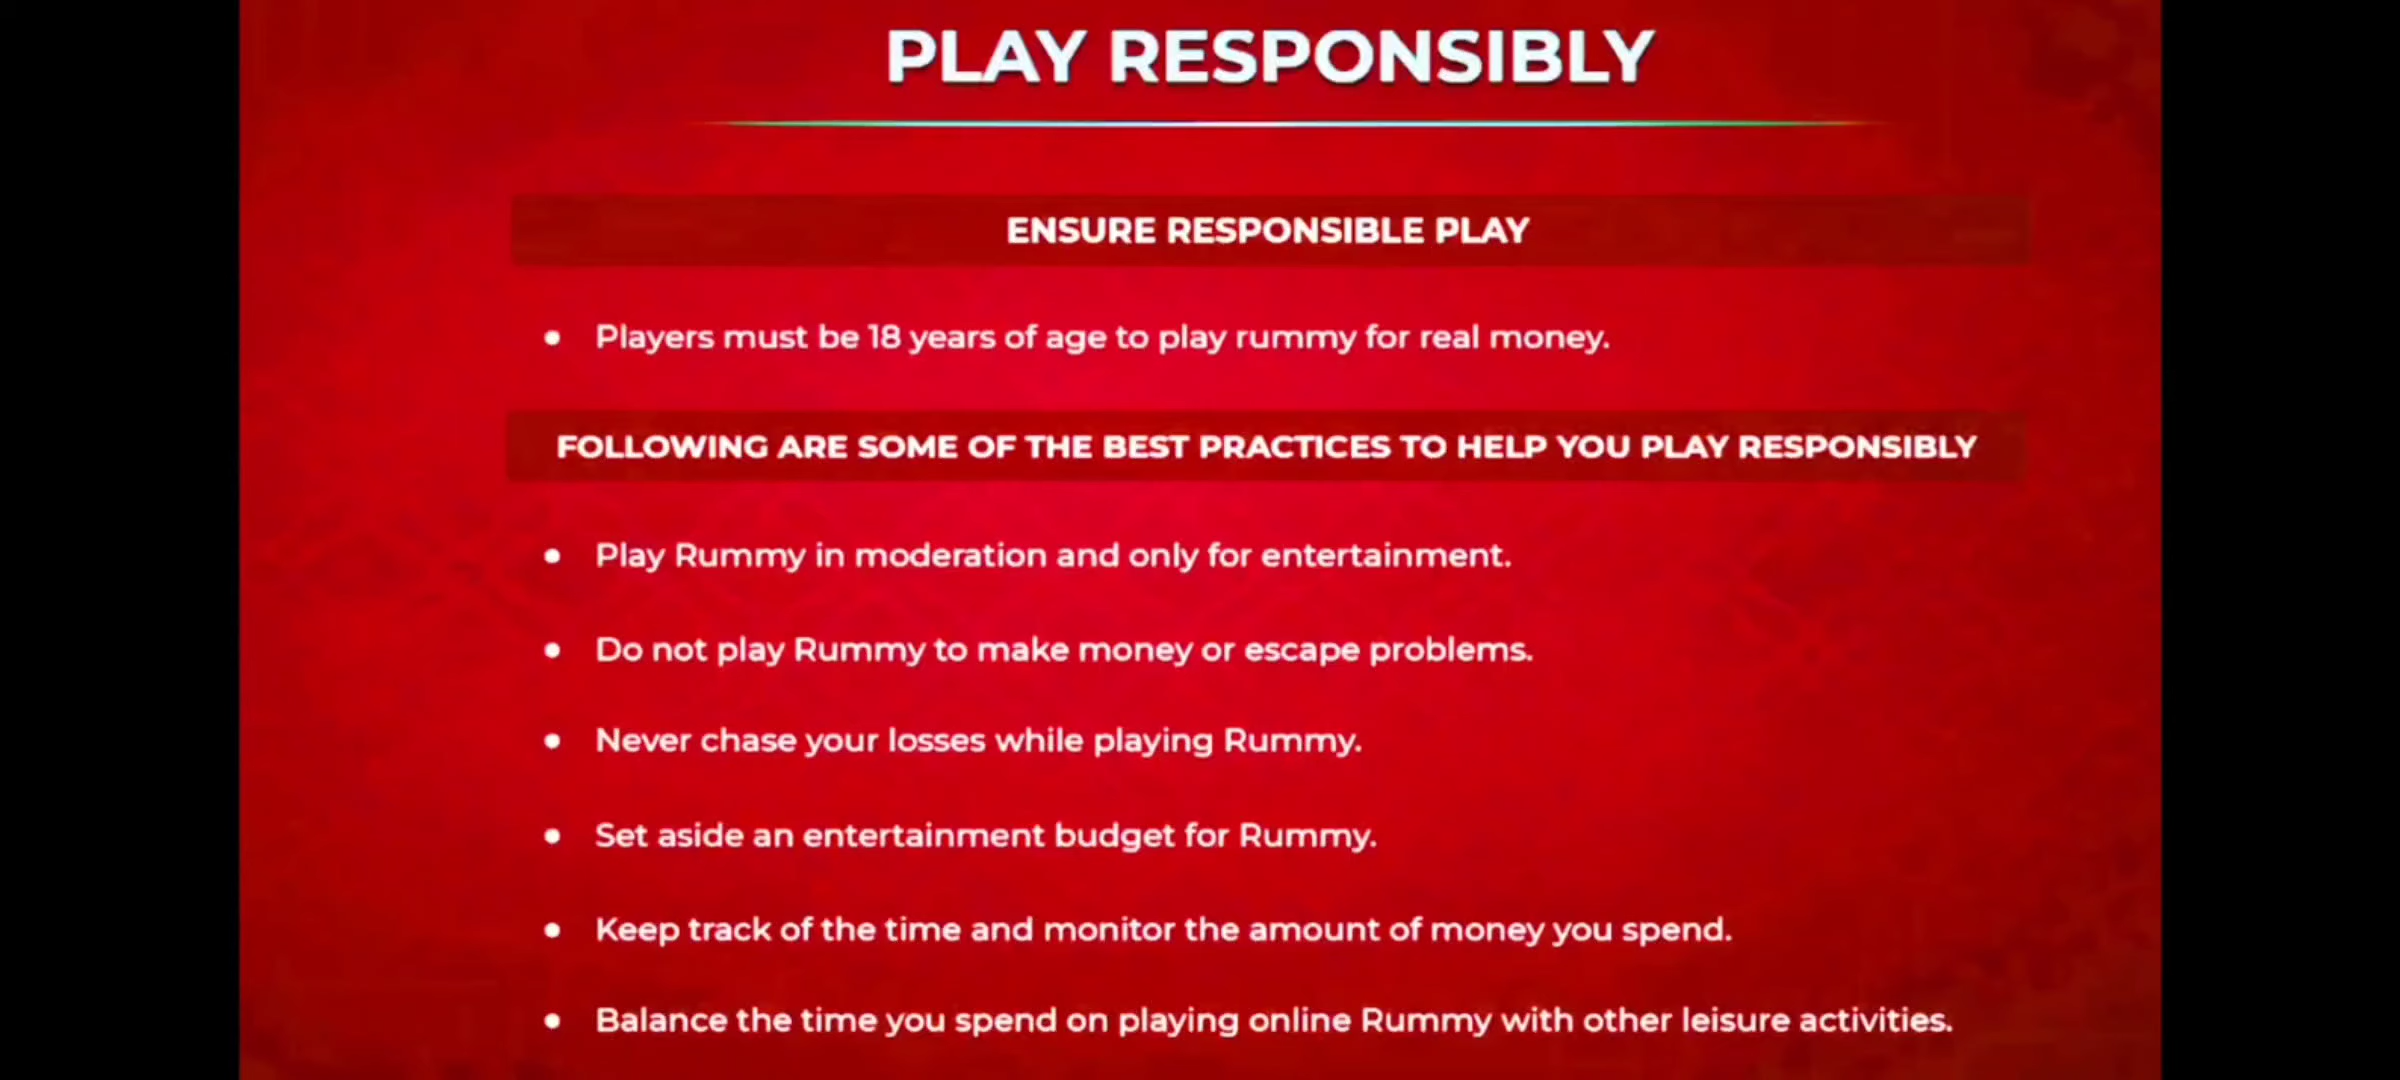 PLAY RESPONSIBLY
ENSURE RESPONSIBLE PLAY
• Players must be 18 years of age to play rummy for real money.
FOLLOWING ARE SOME OF THE BEST PRACTICES TO HELP YOU PLAY RESPONSIBLY
• Play Rummy in moderation and only for entertainment.
• Do not play Rummy to make money or escape problems.
• Never chase your losses while playing Rummy.
• Set aside an entertainment budget for Rummy.
• Keep track of the time and monitor the amount of money you spend.
• Balance the time you spend on playing online Rummy with other leisure activities.